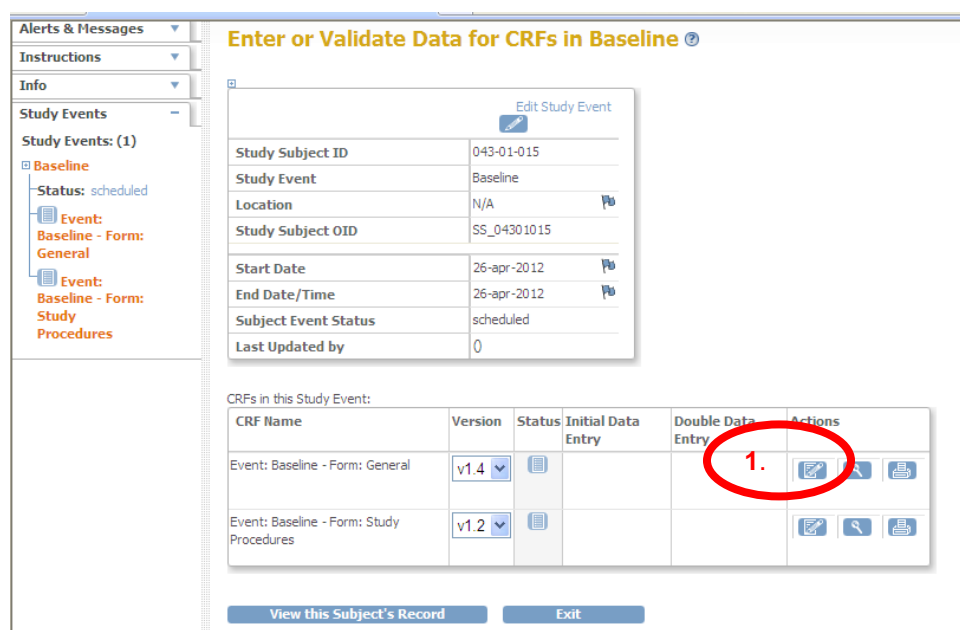 Alerts & Messages
Instructions
Info
Study Events
Study Events: (1)
Baseline
Status: scheduled
Event:
Baseline - Form:
General
Event:
Baseline - Form:
Study
Procedures
Enter or Validate Data for CRFs in Baseline
Edit Study Event
Study Subject ID 043-01-015
Study Event Baseline
Location N/A
Study Subject OID SS_04301015
Start Date 26-apr-2012
End Date/Time 26-apr-2012
Subject Event Status scheduled
Last Updated by ()
CRFs in this Study Event:
CRF Name Version Status Initial Data Entry Double Data Entry Actions
Event: Baseline - Form: General v1.4 1.
Event: Baseline - Form: Study v1.2
Procedures
View this Subject's Record Exit